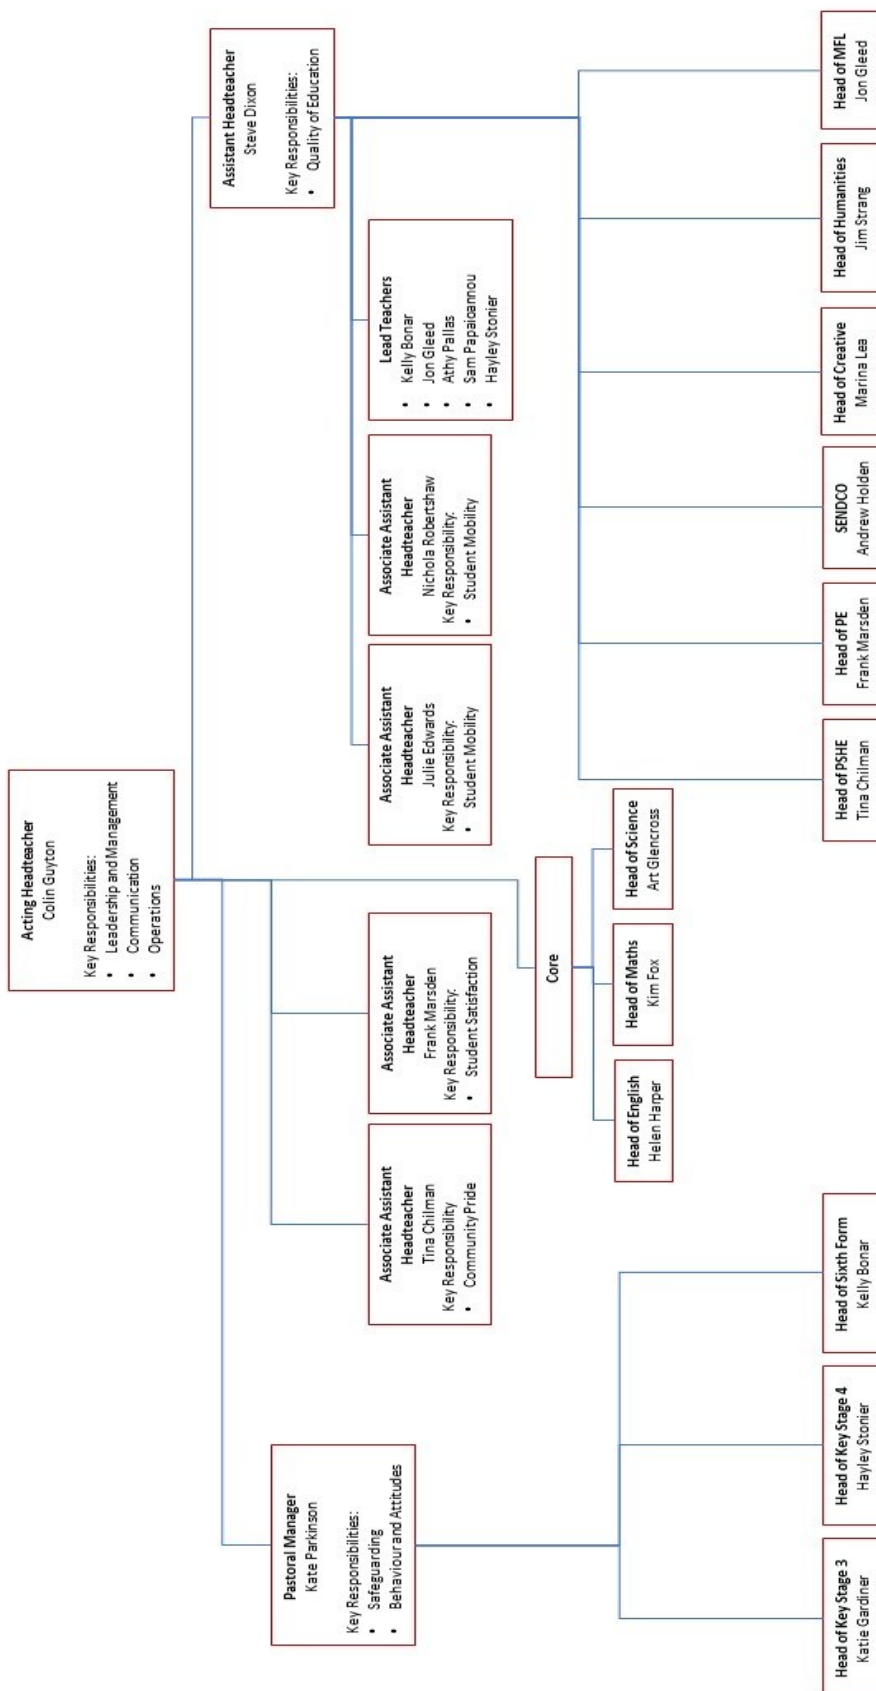 Acting Headteacher
Colin Guyton
Key Responsibilities:
• Leadership and Management
• Communication
• Operations
Pastoral Manager
Kate Parkinson
Key Responsibilities:
• Safeguarding
• Behaviour and Attitudes
Assistant Headteacher
Steve Dixon
Key Responsibilities:
• Quality of Education
Associate Assistant
Headteacher
Tina Chilman
Key Responsibility
• Community Pride
Associate Assistant
Headteacher
Frank Marsden
Key Responsibility:
• Student Satisfaction
Associate Assistant
Headteacher
Julie Edwards
Key Responsibility:
• Student Mobility
Associate Assistant
Headteacher
Nichola Robertshaw
Key Responsibility:
• Student Mobility
Lead Teachers
• Kelly Bonar
• Jon Gleed
• Athy Pallas
• Sam Papaioannou
• Hayley Stonier
Core
Head of English
Helen Harper
Head of Maths
Kim Fox
Head of Science
Art Glencross
Head of Key Stage 3
Katie Gardiner
Head of Key Stage 4
Hayley Stonier
Head of Sixth Form
Kelly Bonar
Head of PSHE
Tina Chilman
Head of PE
Frank Marsden
SENDCO
Andrew Holden
Head of Creative
Marina Lea
Head of Humanities
Jim Strang
Head of MFL
Jon Gleed